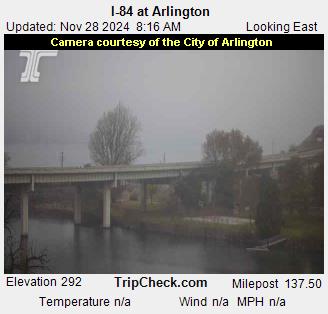 I-84 at Arlington
Updated: Nov 28 2024 8:16 AM Looking East
Camera courtesy of the City of Arlington
Elevation 292 TripCheck.com Milepost 137.50
Temperature n/a Wind n/a MPH n/a